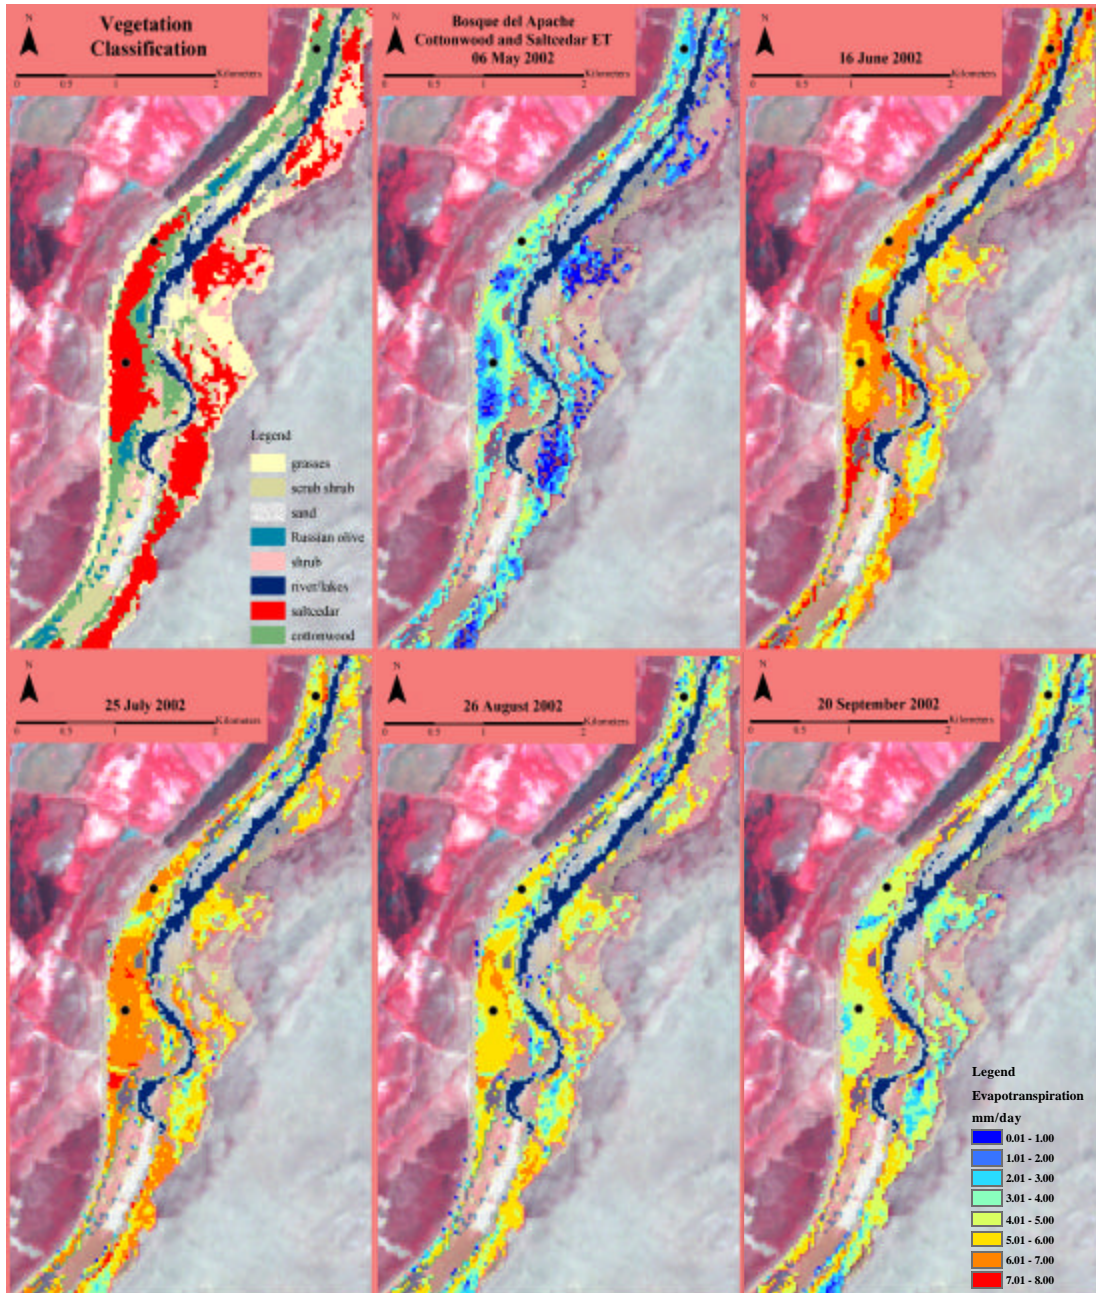 N
Vegetation
Classification
Kilometers
0 0.5 1 2
N
Bosque del Apache
Cottonwood and Saltcedar ET
06 May 2002
Kilometers
0 0.5 1 2
N
16 June 2002
Kilometers
0 0.5 1 2
Legend
grasses
scrub shrub
sand
Russian olive
shrub
river/lakes
saltcedar
cottonwood
N
25 July 2002
Kilometers
0 0.5 1 2
N
26 August 2002
Kilometers
0 0.5 1 2
N
20 September 2002
Kilometers
0 0.5 1 2
Legend
Evapotranspiration
mm/day
0.01 - 1.00
1.01 - 2.00
2.01 - 3.00
3.01 - 4.00
4.01 - 5.00
5.01 - 6.00
6.01 - 7.00
7.01 - 8.00